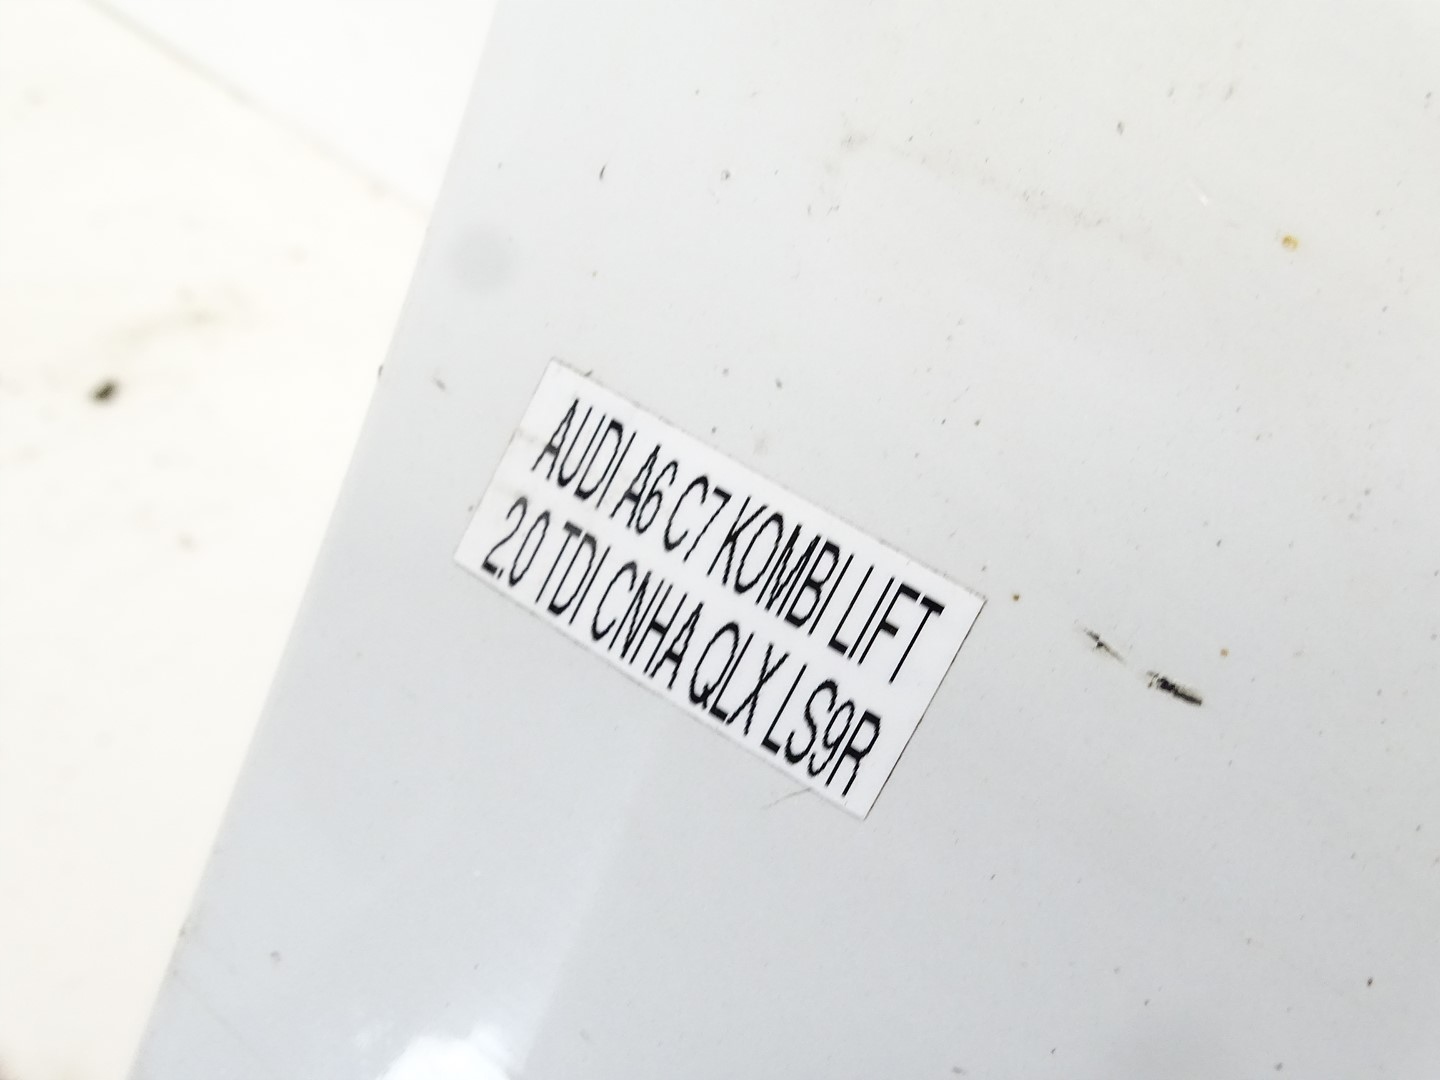 AUDI A6 C7 KOMBI LIFT
2.0 TDI CNHA QLX LS9R